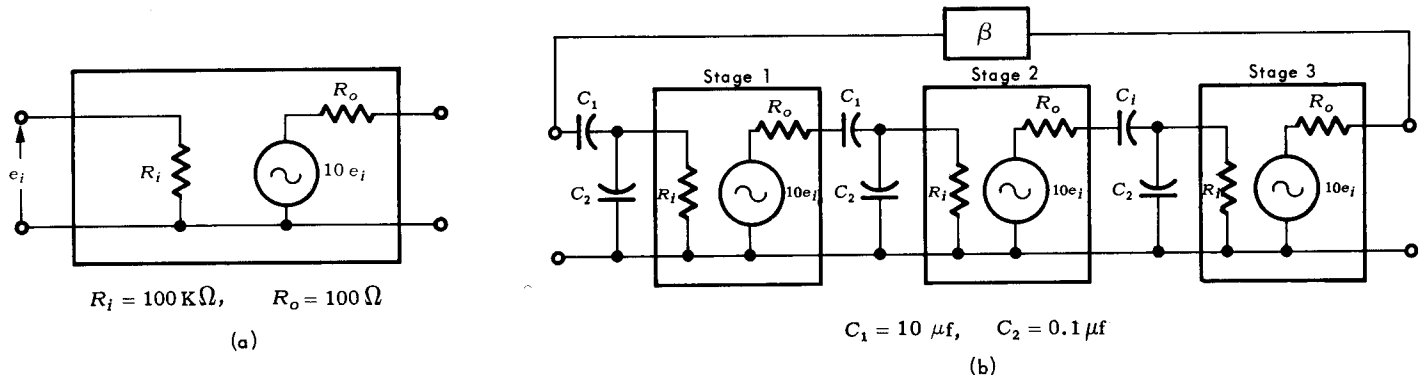 R_o
e_i
R_i
10 e_i
R_i = 100 KΩ, R_o = 100 Ω
(a)
β
Stage 1
Stage 2
Stage 3
C_1
R_o
C_1
R_o
C_i
R_o
C_2
R_i
10e_i
C_2
R_i
10e_i
C_2
R_i
10e_i
C_1 = 10 μf, C_2 = 0.1 μf
(b)